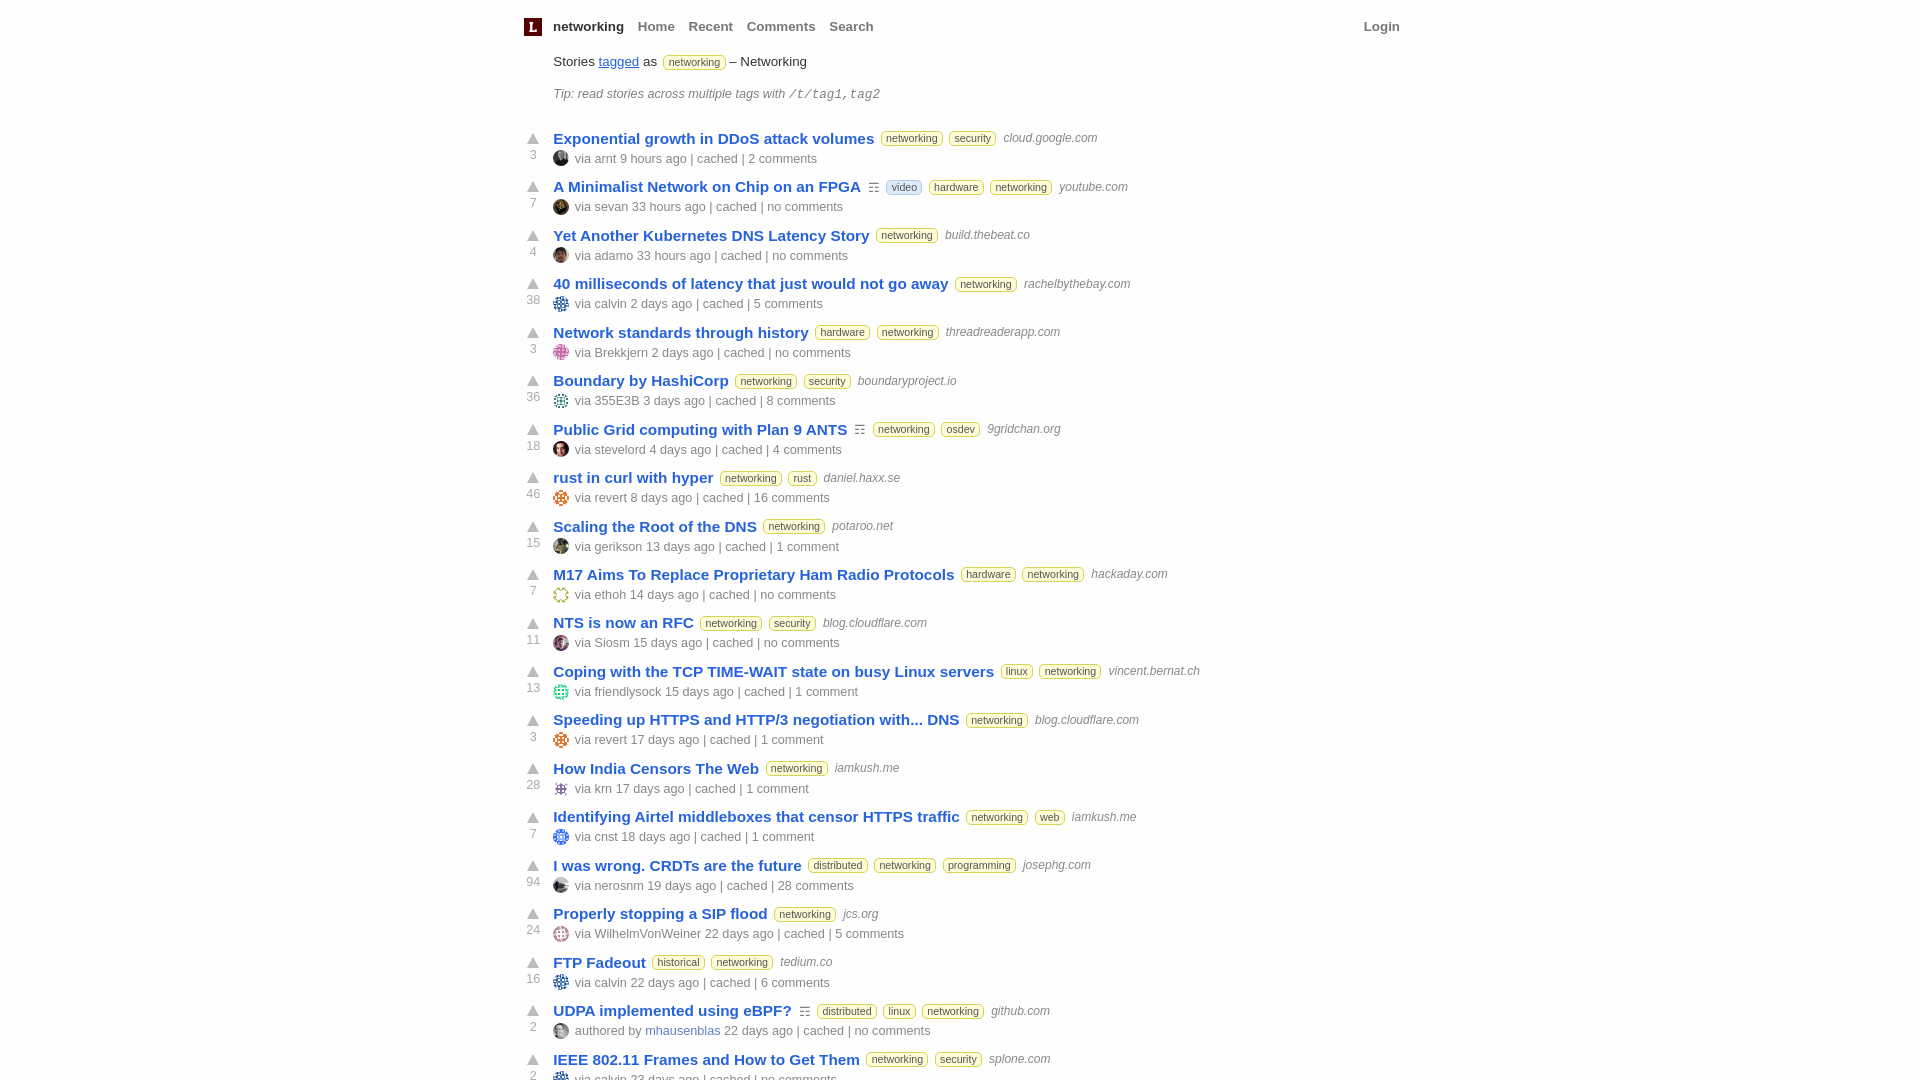 L networking Home Recent Comments Search Login
Stories tagged as networking – Networking
Tip: read stories across multiple tags with /t/tag1,tag2
Exponential growth in DDoS attack volumes networking security cloud.google.com
3 via arnt 9 hours ago | cached | 2 comments
A Minimalist Network on Chip on an FPGA ☶ video hardware networking youtube.com
7 via sevan 33 hours ago | cached | no comments
Yet Another Kubernetes DNS Latency Story networking build.thebeat.co
4 via adamo 33 hours ago | cached | no comments
40 milliseconds of latency that just would not go away networking rachelbythebay.com
38 via calvin 2 days ago | cached | 5 comments
Network standards through history hardware networking threadreaderapp.com
3 via Brekkjern 2 days ago | cached | no comments
Boundary by HashiCorp networking security boundaryproject.io
36 via 355E3B 3 days ago | cached | 8 comments
Public Grid computing with Plan 9 ANTS ☶ networking osdev 9gridchan.org
18 via stevelord 4 days ago | cached | 4 comments
rust in curl with hyper networking rust daniel.haxx.se
46 via revert 8 days ago | cached | 16 comments
Scaling the Root of the DNS networking potaroo.net
15 via gerikson 13 days ago | cached | 1 comment
M17 Aims To Replace Proprietary Ham Radio Protocols hardware networking hackaday.com
7 via ethoh 14 days ago | cached | no comments
NTS is now an RFC networking security blog.cloudflare.com
11 via Siosm 15 days ago | cached | no comments
Coping with the TCP TIME-WAIT state on busy Linux servers linux networking vincent.bernat.ch
13 via friendlysock 15 days ago | cached | 1 comment
Speeding up HTTPS and HTTP/3 negotiation with... DNS networking blog.cloudflare.com
3 via revert 17 days ago | cached | 1 comment
How India Censors The Web networking iamkush.me
28 via krn 17 days ago | cached | 1 comment
Identifying Airtel middleboxes that censor HTTPS traffic networking web iamkush.me
7 via cnst 18 days ago | cached | 1 comment
I was wrong. CRDTs are the future distributed networking programming josephg.com
94 via nerosnm 19 days ago | cached | 28 comments
Properly stopping a SIP flood networking jcs.org
24 via WilhelmVonWeiner 22 days ago | cached | 5 comments
FTP Fadeout historical networking tedium.co
16 via calvin 22 days ago | cached | 6 comments
UDPA implemented using eBPF? ☶ distributed linux networking github.com
2 authored by mhausenblas 22 days ago | cached | no comments
IEEE 802.11 Frames and How to Get Them networking security splone.com
2 via calvin 23 days ago | cached | no comments